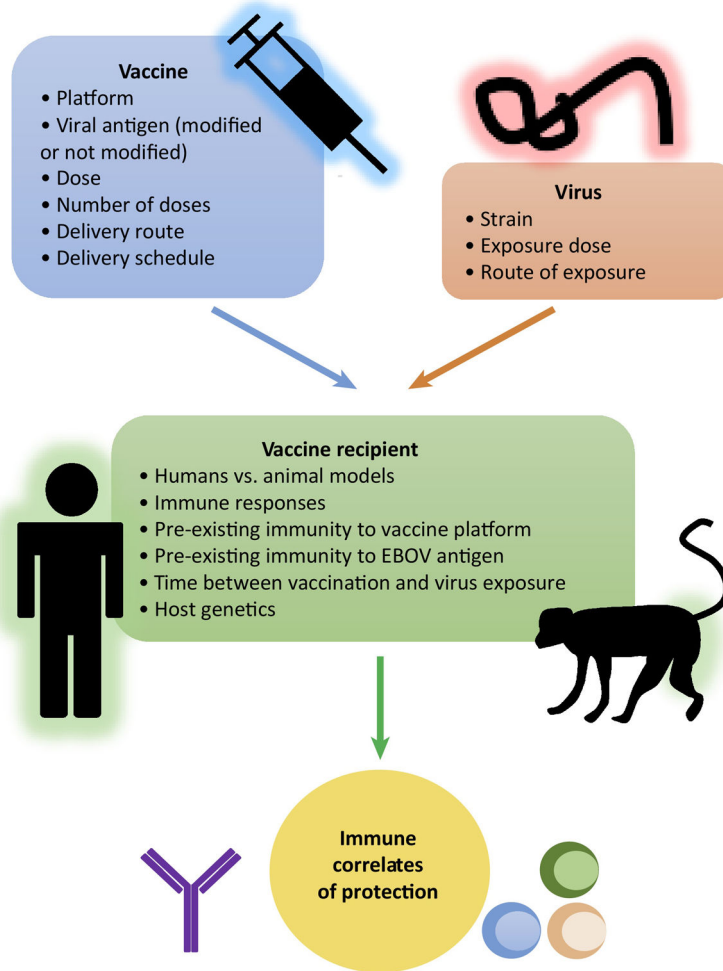 Vaccine
• Platform
• Viral antigen (modified
or not modified)
• Dose
• Number of doses
• Delivery route
• Delivery schedule
Virus
• Strain
• Exposure dose
• Route of exposure
Vaccine recipient
• Humans vs. animal models
• Immune responses
• Pre-existing immunity to vaccine platform
• Pre-existing immunity to EBOV antigen
• Time between vaccination and virus exposure
• Host genetics
Immune
correlates
of protection